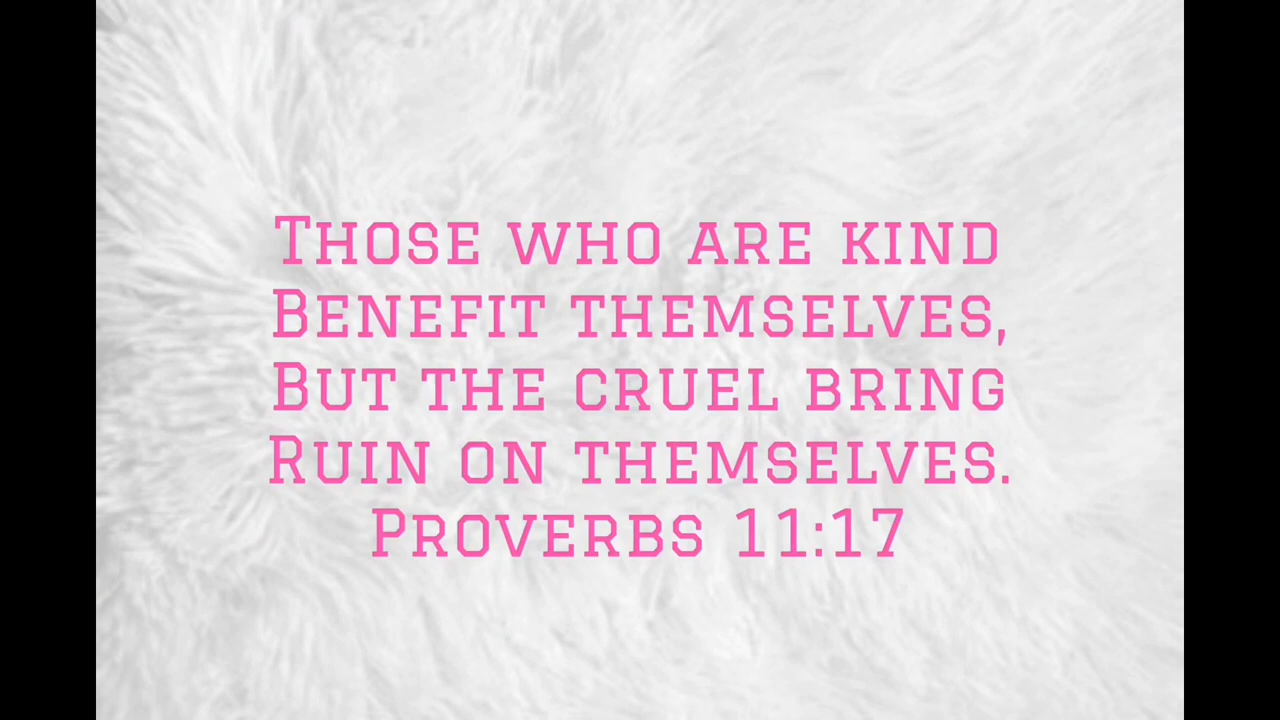 Those who are kind
Benefit themselves,
But the cruel bring
Ruin on themselves.
Proverbs 11:17